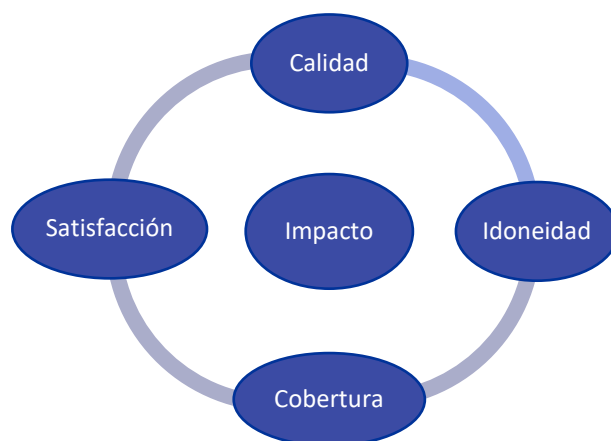 Calidad
Satisfacción
Impacto
Idoneidad
Cobertura